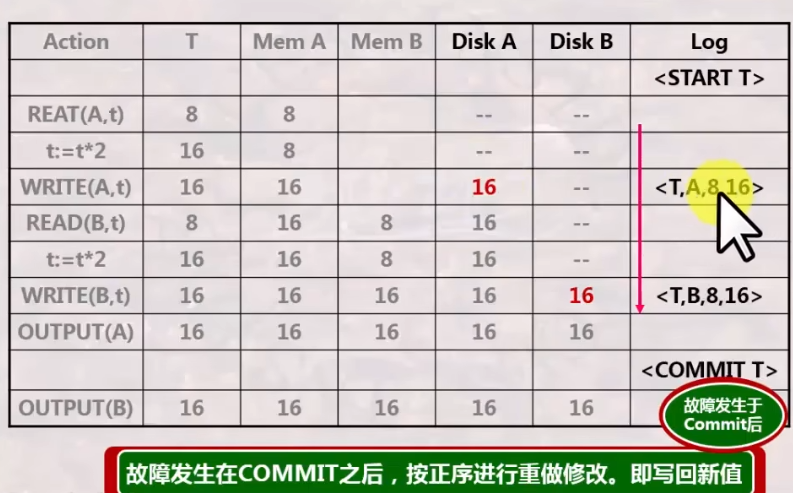 Action T Mem A Mem B Disk A Disk B Log
<START T>
REAT(A,t) 8 8 -- --
t:=t*2 16 8 -- --
WRITE(A,t) 16 16 16 -- <T,A,8,16>
READ(B,t) 8 16 8 16 --
t:=t*2 16 16 8 16 --
WRITE(B,t) 16 16 16 16 16 <T,B,8,16>
OUTPUT(A) 16 16 16 16 16
<COMMIT T>
OUTPUT(B) 16 16 16 16 16
故障发生于
Commit后
故障发生在COMMIT之后，按正序进行重做修改。即写回新值